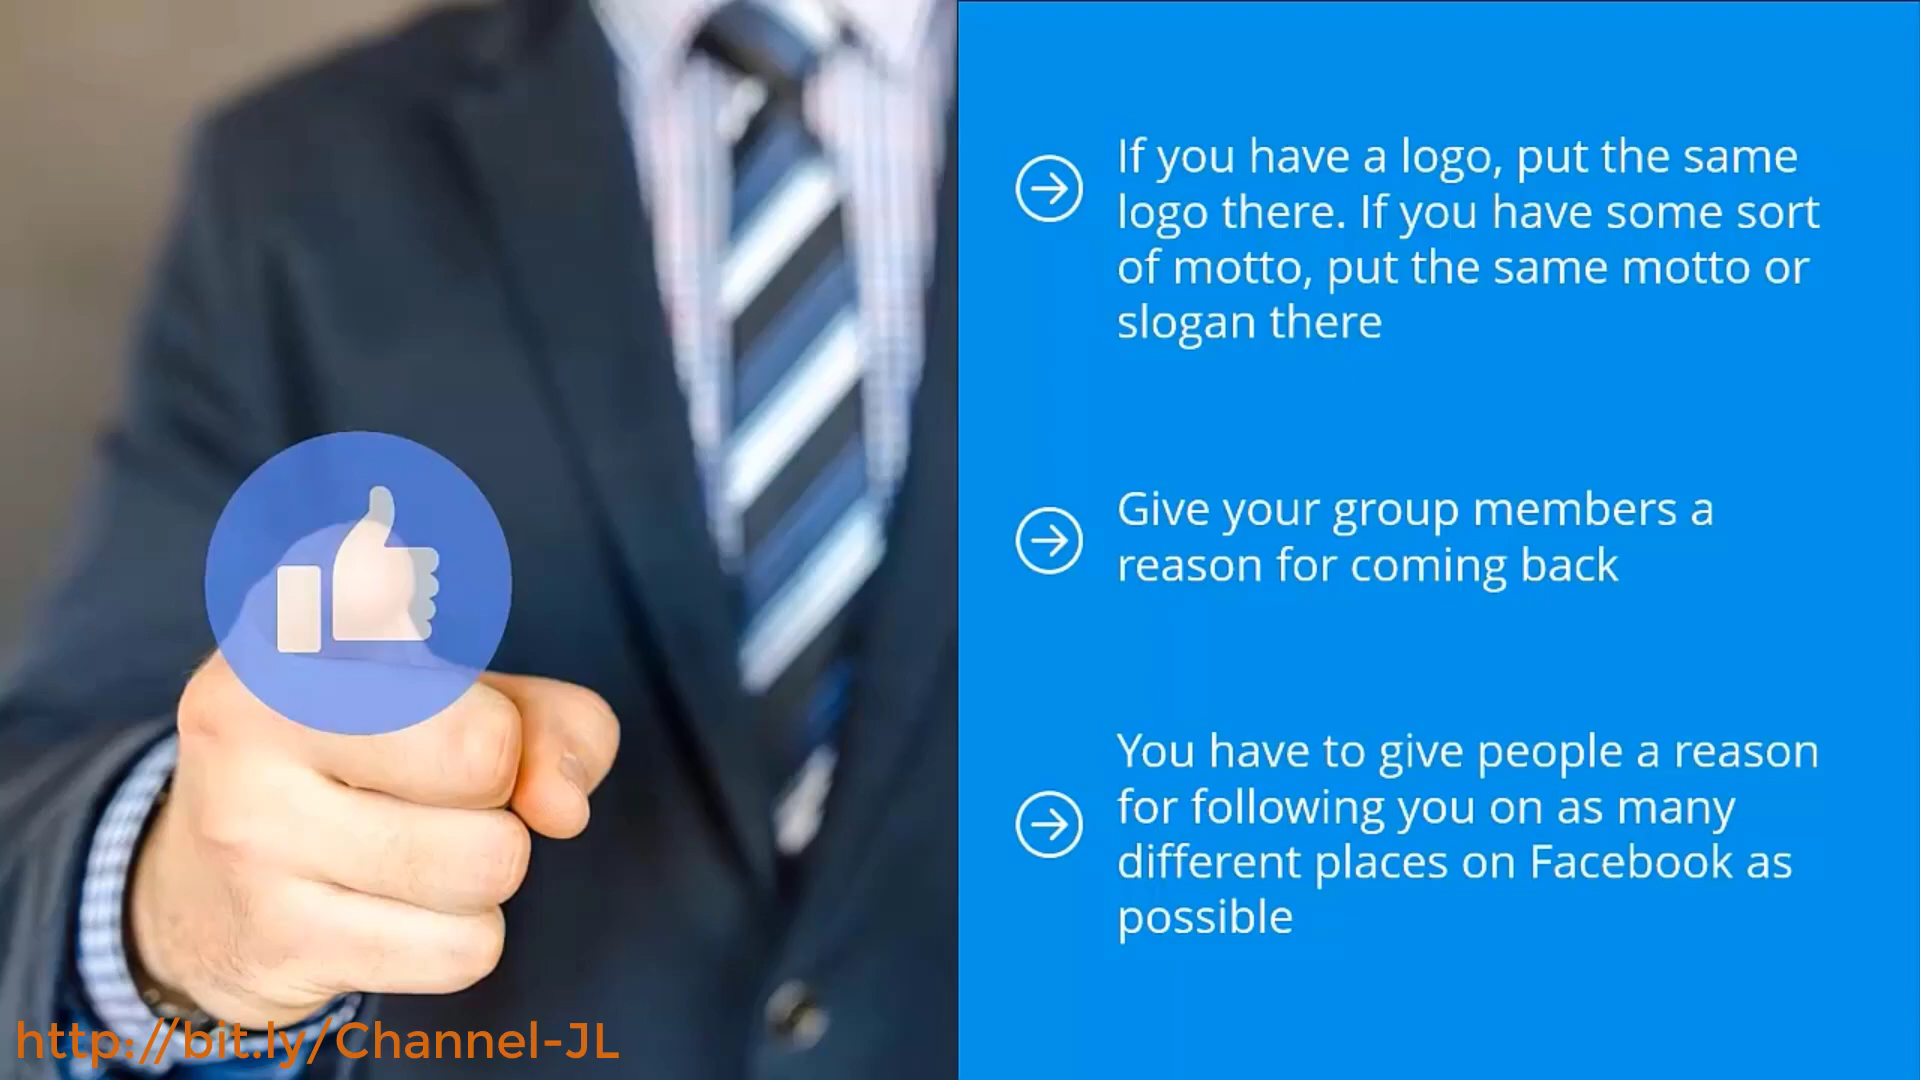 If you have a logo, put the same
logo there. If you have some sort
of motto, put the same motto or
slogan there
Give your group members a
reason for coming back
You have to give people a reason
for following you on as many
different places on Facebook as
possible
http://bit.ly/Channel-JL